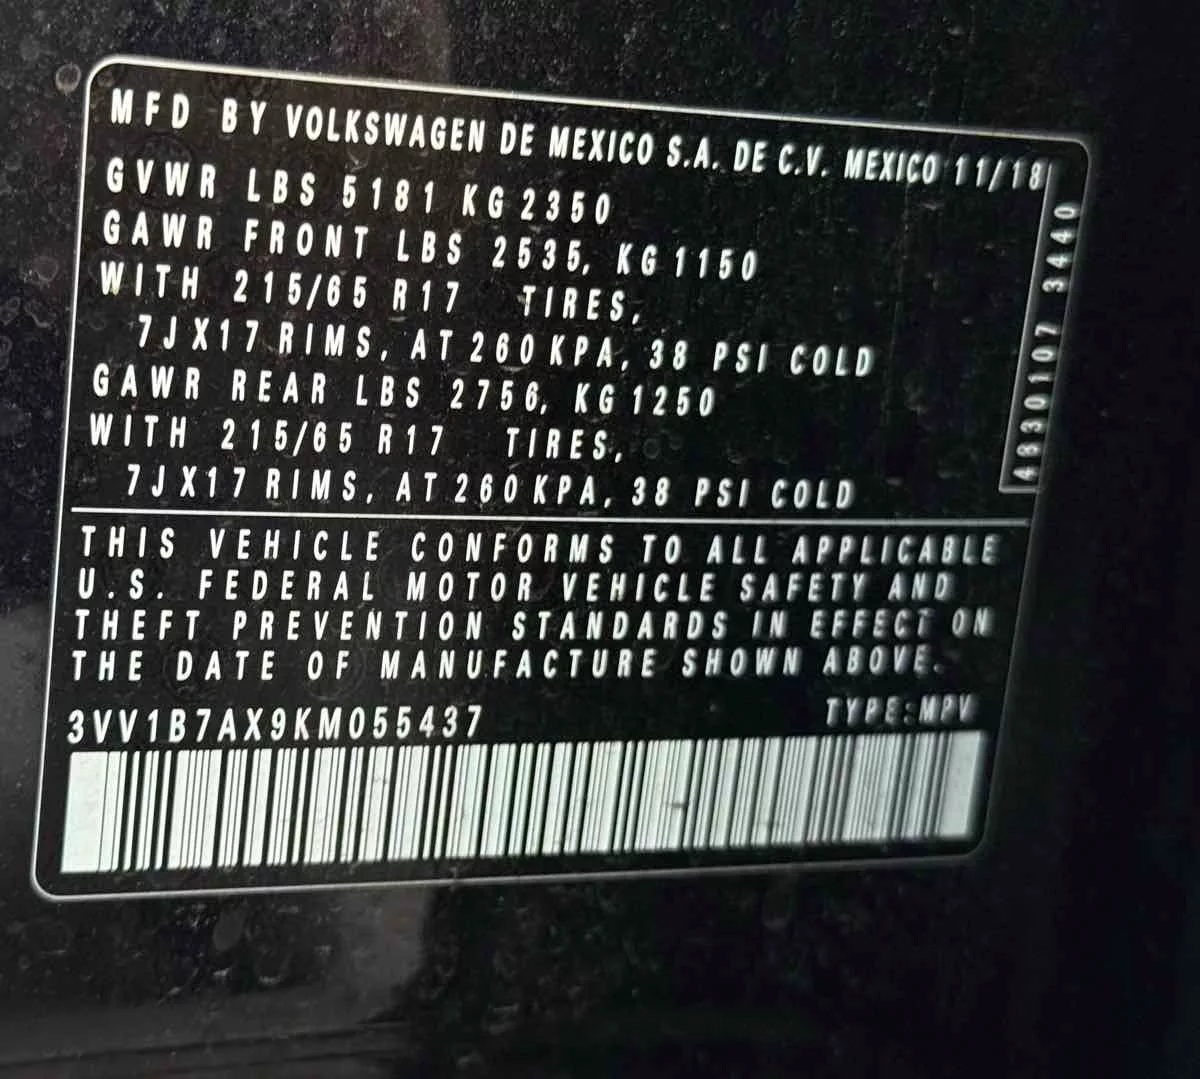 MFD BY VOLKSWAGEN DE MEXICO S.A. DE C.V. MEXICO 11/18
GVWR LBS 5181 KG 2350
GAWR FRONT LBS 2535, KG 1150
WITH 215/65 R17 TIRES,
7JX17 RIMS, AT 260 KPA, 38 PSI COLD
GAWR REAR LBS 2756, KG 1250
WITH 215/65 R17 TIRES,
7JX17 RIMS, AT 260 KPA, 38 PSI COLD
4830107 3440
THIS VEHICLE CONFORMS TO ALL APPLICABLE
U.S. FEDERAL MOTOR VEHICLE SAFETY AND
THEFT PREVENTION STANDARDS IN EFFECT ON
THE DATE OF MANUFACTURE SHOWN ABOVE.
3VV1B7AX9KM055437
TYPE:MPV